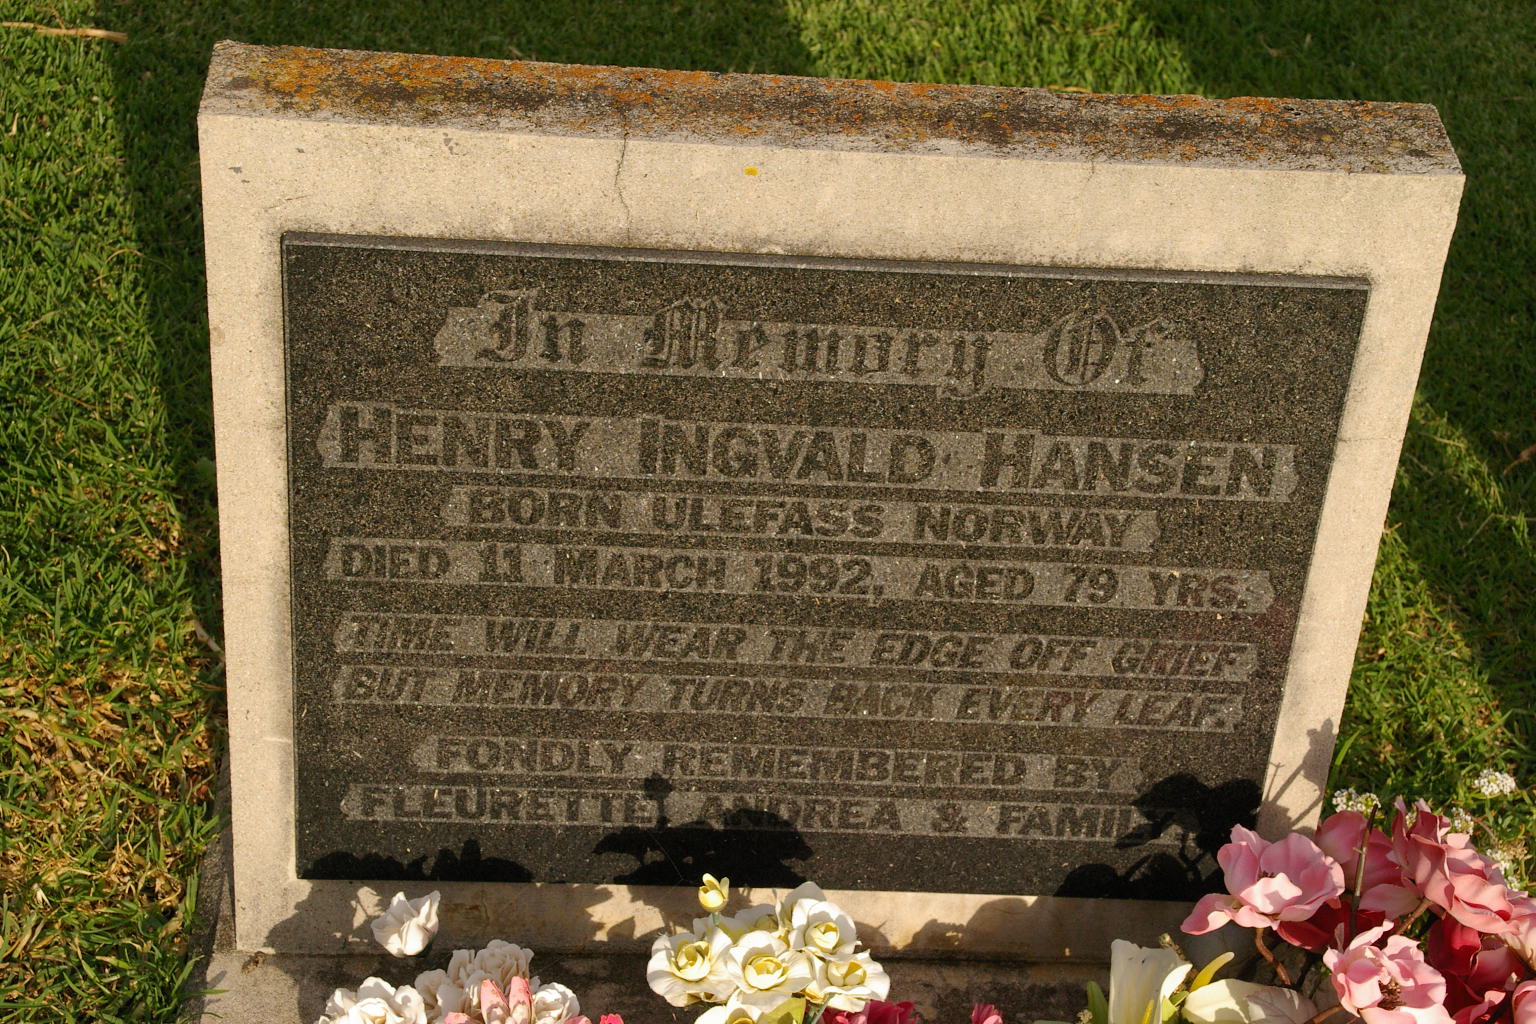 In Memory Of
HENRY INGVALD HANSEN
BORN ULEFASS NORWAY
DIED 11 MARCH 1992, AGED 79 YRS.
TIME WILL WEAR THE EDGE OFF GRIEF
BUT MEMORY TURNS BACK EVERY LEAF.
FONDLY REMEMBERED BY
FLEURETTE, ANDREA & FAMILY